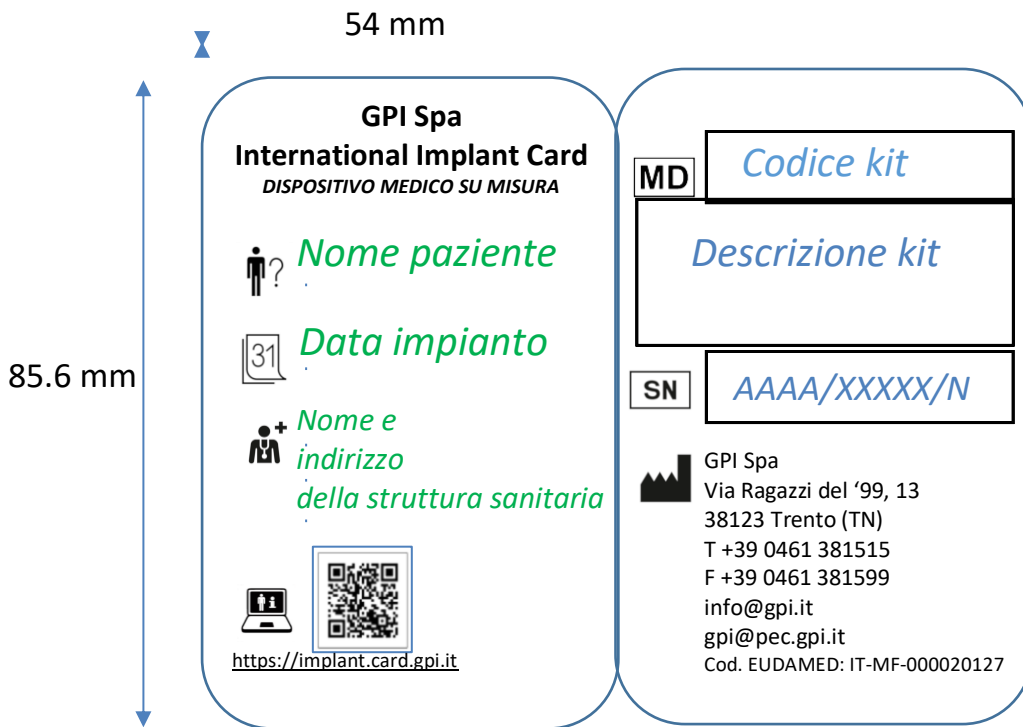 54 mm
85.6 mm
GPI Spa
International Implant Card
DISPOSITIVO MEDICO SU MISURA
? Nome paziente
31 Data impianto
Nome e
indirizzo
della struttura sanitaria
https://implant.card.gpi.it
MD Codice kit
Descrizione kit
SN AAAA/XXXXX/N
GPI Spa
Via Ragazzi del ‘99, 13
38123 Trento (TN)
T +39 0461 381515
F +39 0461 381599
info@gpi.it
gpi@pec.gpi.it
Cod. EUDAMED: IT-MF-000020127